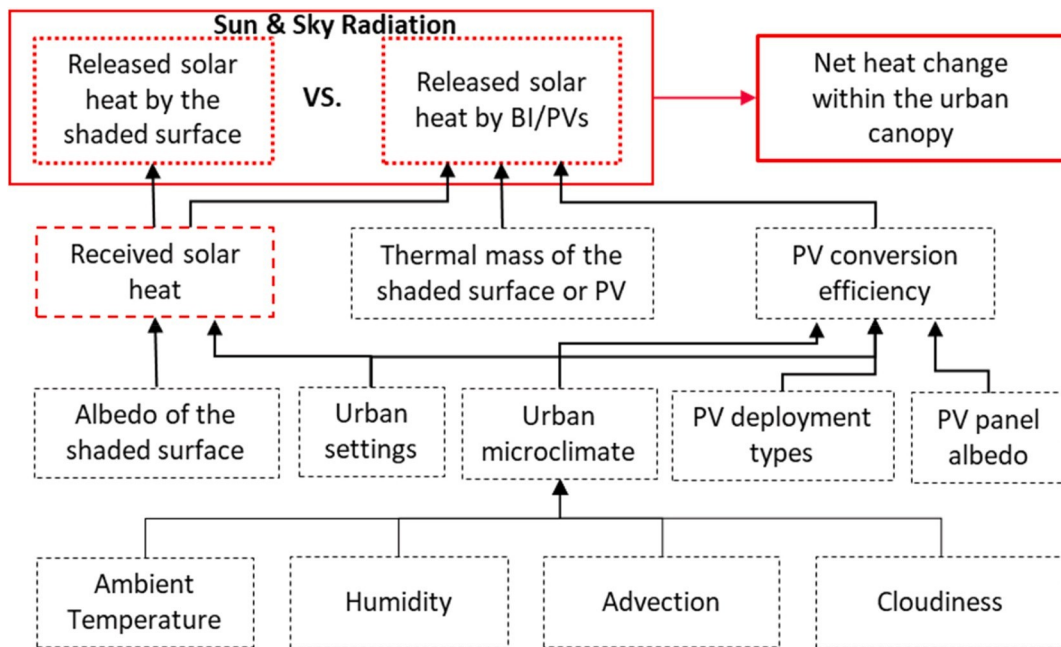 Sun & Sky Radiation
Released solar
heat by the
shaded surface
VS.
Released solar
heat by BI/PVs
Net heat change
within the urban
canopy
Received solar
heat
Thermal mass of the
shaded surface or PV
PV conversion
efficiency
Albedo of the
shaded surface
Urban
settings
Urban
microclimate
PV deployment
types
PV panel
albedo
Ambient
Temperature
Humidity
Advection
Cloudiness